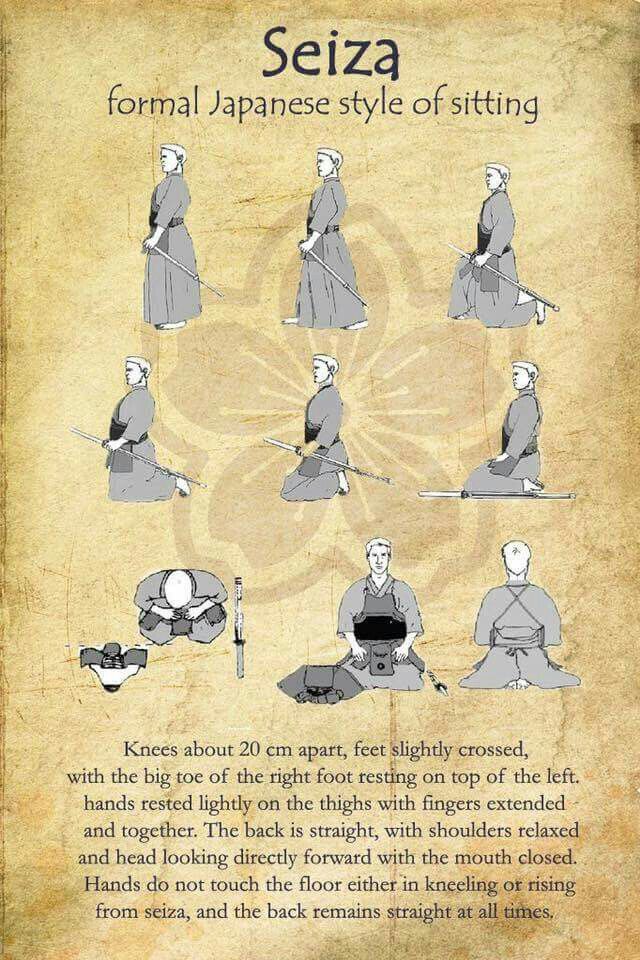 Seiza
formal Japanese style of sitting
Knees about 20 cm apart, feet slightly crossed,
with the big toe of the right foot resting on top of the left.
hands rested lightly on the thighs with fingers extended
and together. The back is straight, with shoulders relaxed
and head looking directly forward with the mouth closed.
Hands do not touch the floor either in kneeling or rising
from seiza, and the back remains straight at all times.